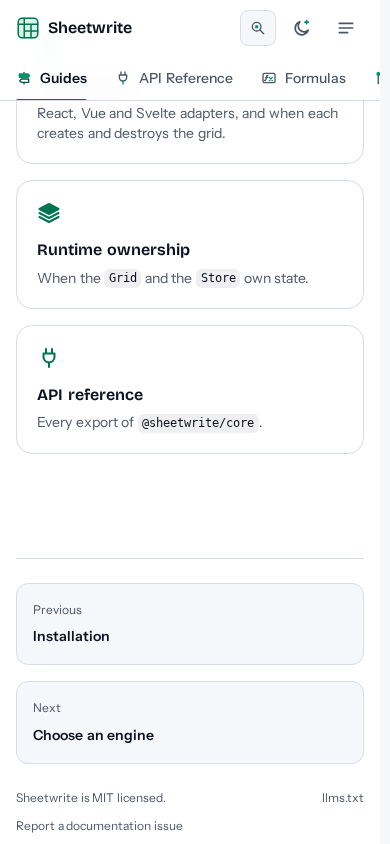 Sheetwrite
Guides
API Reference
Formulas
React, Vue and Svelte adapters, and when each
creates and destroys the grid.
Runtime ownership
When the Grid and the Store own state.
API reference
Every export of @sheetwrite/core.
Previous
Installation
Next
Choose an engine
Sheetwrite is MIT licensed.
llms.txt
Report a documentation issue